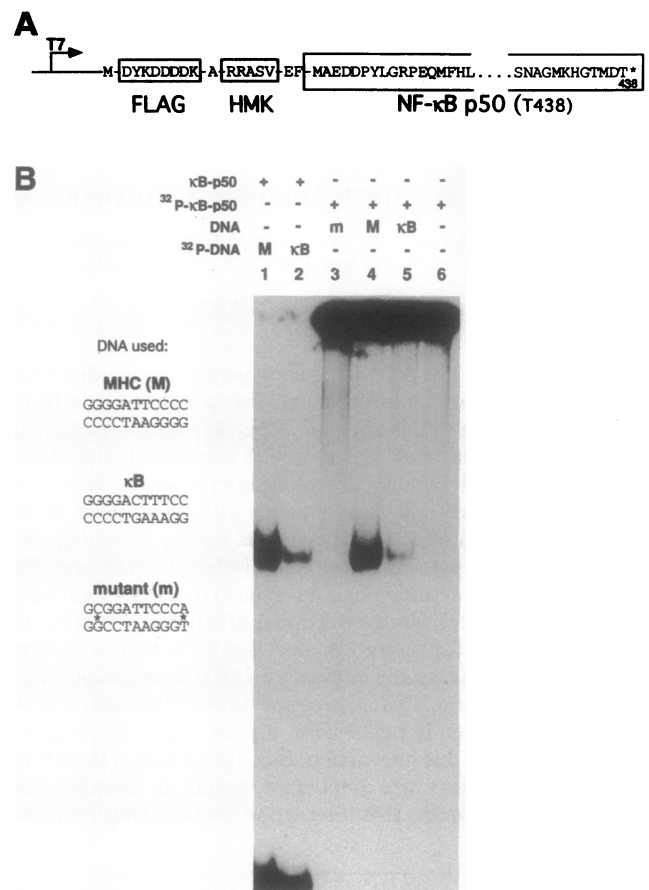 A
T7
M-DYKDDDDK-A-RRASV-EF-MAEDDPYLGRPEQMFHL....SNAGMKHGTMDT*
438
FLAG HMK NF-κB p50 (T438)
B
κB-p50 + + - - - -
32P-κB-p50 - - + + + +
DNA - - m M κB -
32P-DNA M κB - - - -
1 2 3 4 5 6
DNA used:
MHC (M)
GGGGATTCCCC
CCCCTAAGGGG
κB
GGGGACTTTCC
CCCCTGAAAGG
mutant (m)
GCGGATTCCCA
* *
GGCCTAAGGGT